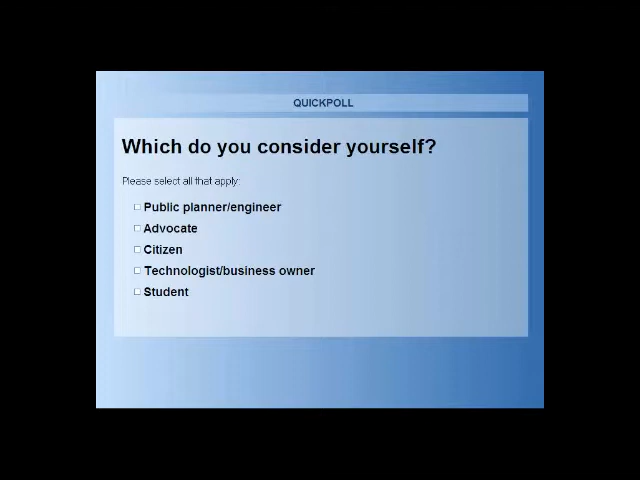 QUICKPOLL
Which do you consider yourself?
Please select all that apply:
Public planner/engineer
Advocate
Citizen
Technologist/business owner
Student